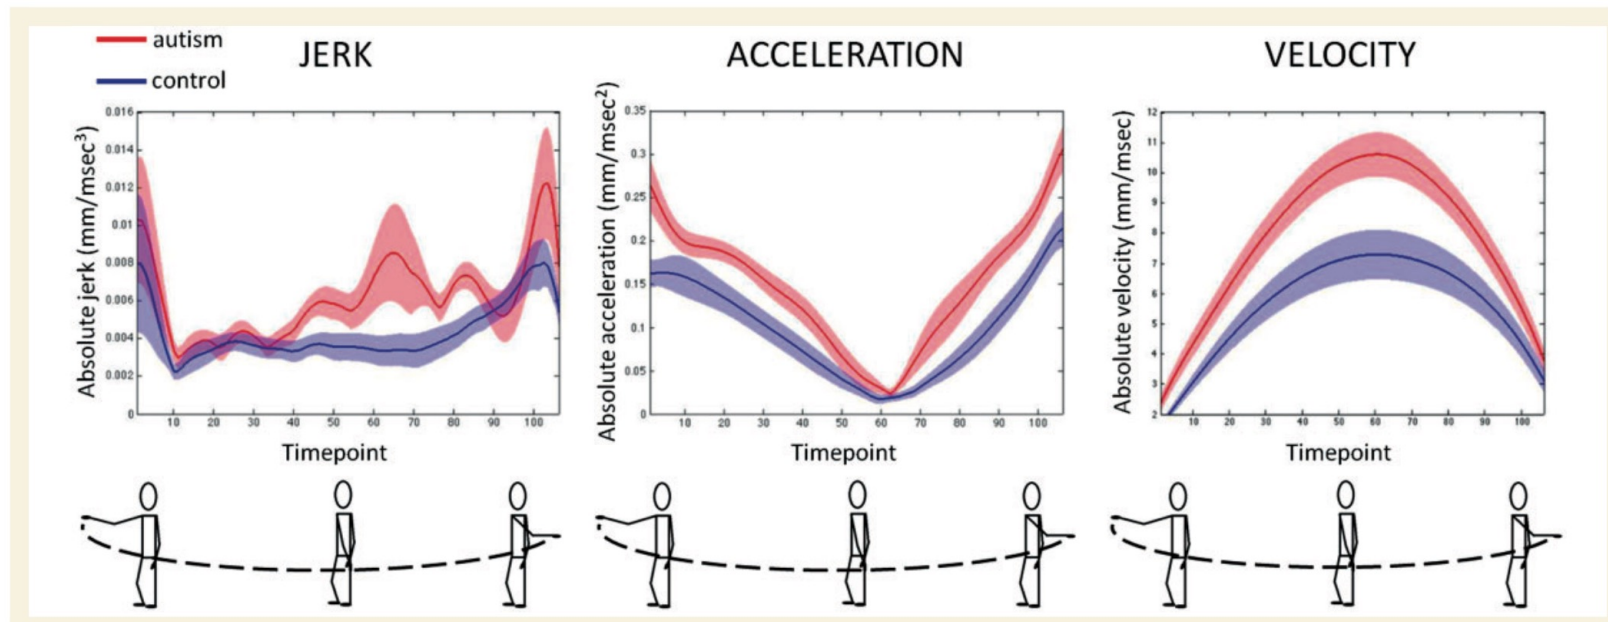 autism
control
JERK
ACCELERATION
VELOCITY
Absolute jerk (mm/msec³)
0.016
0.014
0.012
0.01
0.008
0.006
0.004
0.002
0
10 20 30 40 50 60 70 80 90 100
Timepoint
Absolute acceleration (mm/msec²)
0.35
0.3
0.25
0.2
0.15
0.1
0.05
0
10 20 30 40 50 60 70 80 90 100
Timepoint
Absolute velocity (mm/msec)
12
11
10
9
8
7
6
5
4
3
2
10 20 30 40 50 60 70 80 90 100
Timepoint